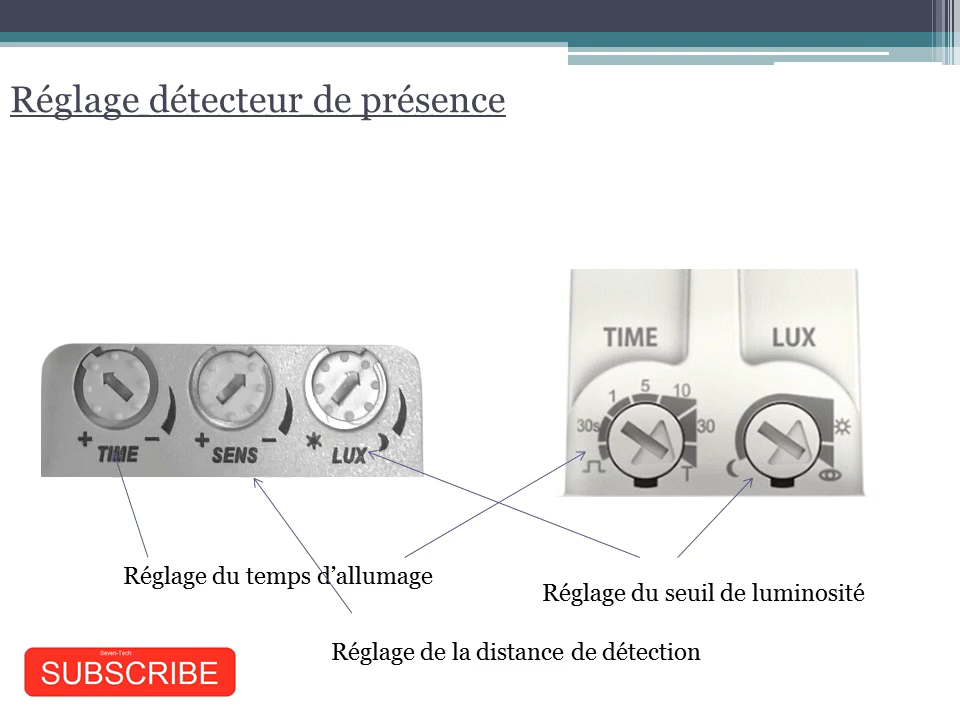 Réglage détecteur de présence
TIME LUX
1 5 10
30s 30
T
+ − + −
TIME SENS LUX
Réglage du temps d’allumage
Réglage du seuil de luminosité
Réglage de la distance de détection
Seven-Tech
SUBSCRIBE